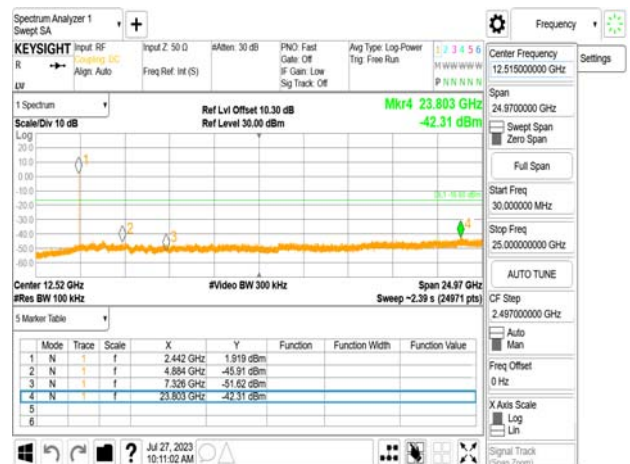 Spectrum Analyzer 1
Swept SA
Frequency
KEYSIGHT
R
Input: RF
Coupling: DC
Align: Auto
Input Z: 50 Ω
Freq Ref: Int (S)
#Atten: 30 dB
PNO: Fast
Gate: Off
IF Gain: Low
Sig Track: Off
Avg Type: Log-Power
Trig: Free Run
1 2 3 4 5 6
M W W W W W
P N N N N N
Center Frequency
12.515000000 GHz
Settings
Span
24.9700000 GHz
Swept Span
Zero Span
Full Span
Start Freq
30.000000 MHz
Stop Freq
25.000000000 GHz
AUTO TUNE
CF Step
2.497000000 GHz
Auto
Man
Freq Offset
0 Hz
X Axis Scale
Log
Lin
Signal Track
(Span Zoom)
1 Spectrum
Scale/Div 10 dB
Ref Lvl Offset 10.30 dB
Ref Level 30.00 dBm
Mkr4 23.803 GHz
-42.31 dBm
Log
20.0
10.0
0.00
-10.0
-20.0
-30.0
-40.0
-50.0
-60.0
1
2
3
4
Center 12.52 GHz
#Video BW 300 kHz
Span 24.97 GHz
#Res BW 100 kHz
Sweep ~2.39 s (24971 pts)
5 Marker Table
Mode Trace Scale X Y Function Function Width Function Value
1 N 1 f 2.442 GHz 1.919 dBm
2 N 1 f 4.884 GHz -45.91 dBm
3 N 1 f 7.326 GHz -51.62 dBm
4 N 1 f 23.803 GHz -42.31 dBm
5
6
Jul 27, 2023
10:11:02 AM